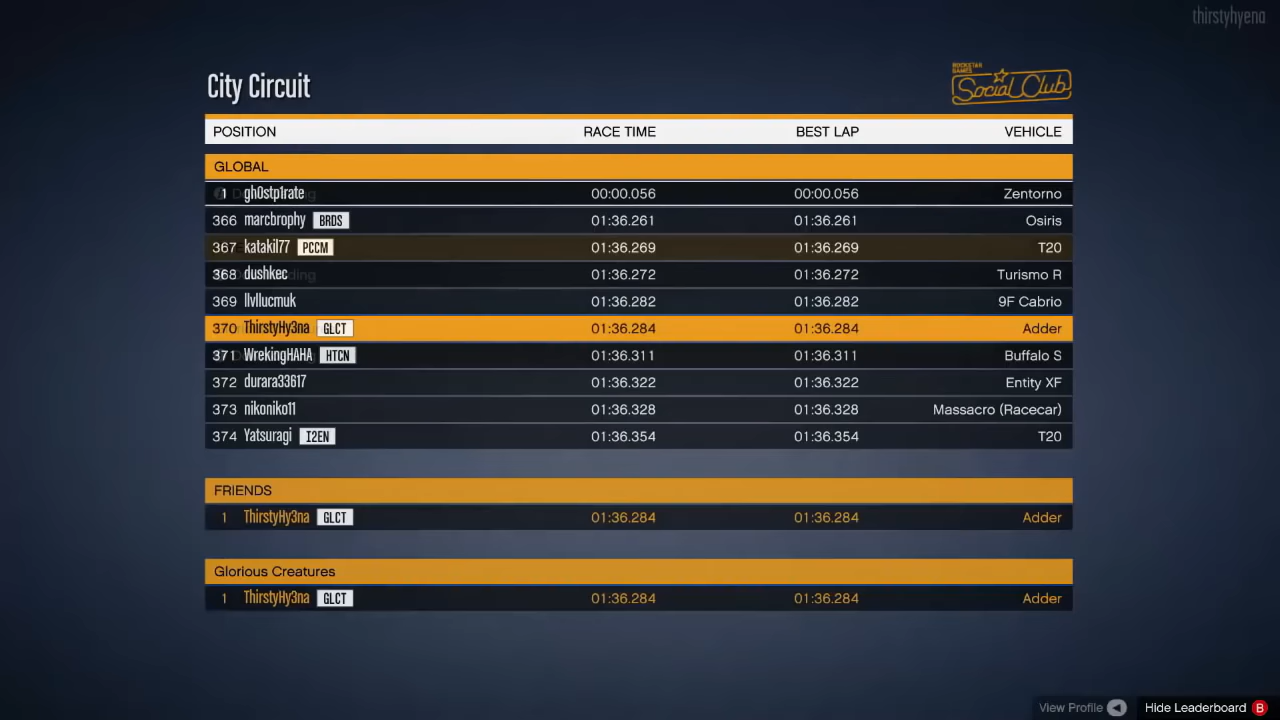 thirstyhyena
City Circuit
ROCKSTAR GAMES Social Club
POSITION RACE TIME BEST LAP VEHICLE
GLOBAL
1 gh0stp1rate 00:00.056 00:00.056 Zentorno
366 marcbrophy BRDS 01:36.261 01:36.261 Osiris
367 katakil77 PCCM 01:36.269 01:36.269 T20
368 dushkec 01:36.272 01:36.272 Turismo R
369 llvllucmuk 01:36.282 01:36.282 9F Cabrio
370 ThirstyHy3na GLCT 01:36.284 01:36.284 Adder
371 WrekingHAHA HTCN 01:36.311 01:36.311 Buffalo S
372 durara33617 01:36.322 01:36.322 Entity XF
373 nikoniko11 01:36.328 01:36.328 Massacro (Racecar)
374 Yatsuragi I2EN 01:36.354 01:36.354 T20
FRIENDS
1 ThirstyHy3na GLCT 01:36.284 01:36.284 Adder
Glorious Creatures
1 ThirstyHy3na GLCT 01:36.284 01:36.284 Adder
View Profile Hide Leaderboard B